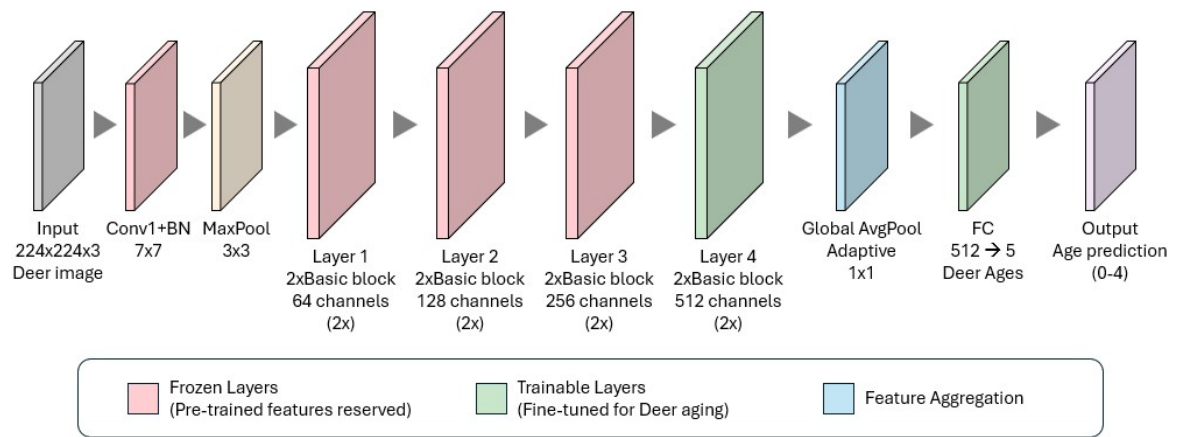 Input
224x224x3
Deer image
Conv1+BN
7x7
MaxPool
3x3
Layer 1
2xBasic block
64 channels
(2x)
Layer 2
2xBasic block
128 channels
(2x)
Layer 3
2xBasic block
256 channels
(2x)
Layer 4
2xBasic block
512 channels
(2x)
Global AvgPool
Adaptive
1x1
FC
512 → 5
Deer Ages
Output
Age prediction
(0-4)
Frozen Layers
(Pre-trained features reserved)
Trainable Layers
(Fine-tuned for Deer aging)
Feature Aggregation